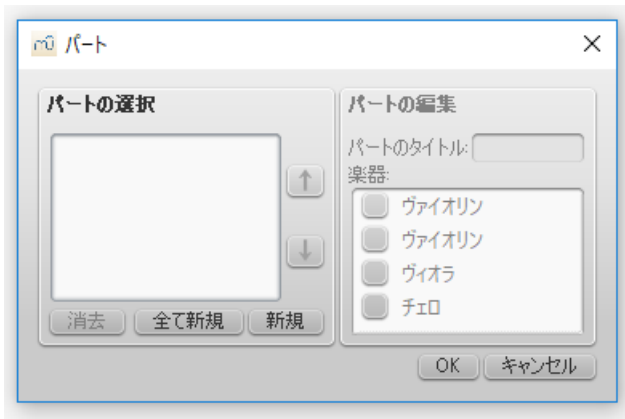 パート
パートの選択
消去 全て新規 新規
パートの編集
パートのタイトル:
楽器:
ヴァイオリン
ヴァイオリン
ヴィオラ
チェロ
OK キャンセル